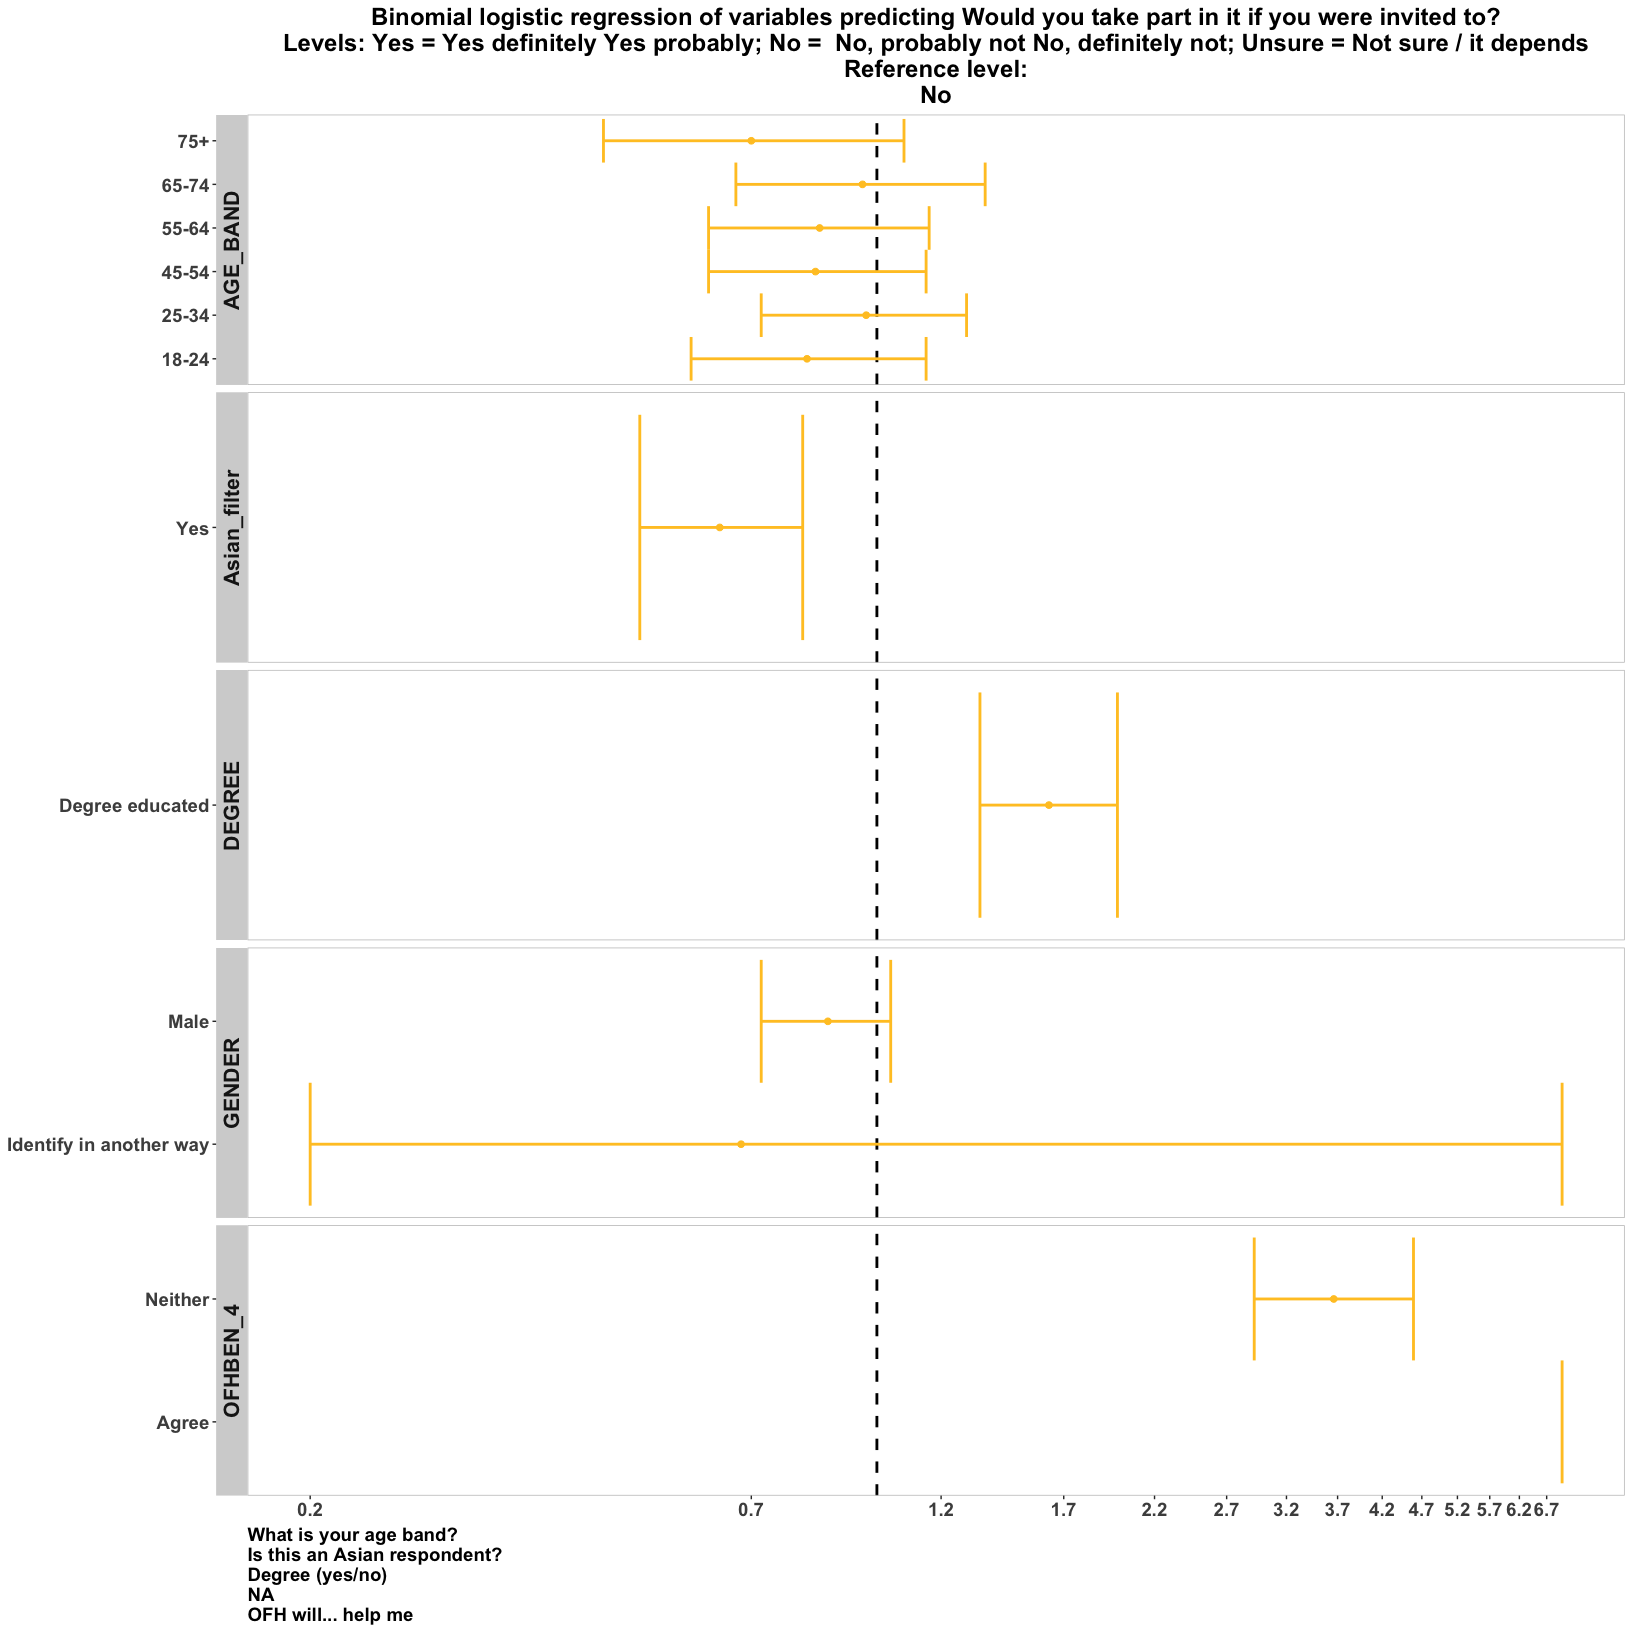 Binomial logistic regression of variables predicting Would you take part in it if you were invited to?
Levels: Yes = Yes definitely Yes probably; No =  No, probably not No, definitely not; Unsure = Not sure / it depends
Reference level:
No
AGE_BAND
75+
65-74
55-64
45-54
25-34
18-24
Asian_filter
Yes
DEGREE
Degree educated
GENDER
Male
Identify in another way
OFHBEN_4
Neither
Agree
0.2 0.7 1.2 1.7 2.2 2.7 3.2 3.7 4.2 4.7 5.2 5.7 6.2 6.7
What is your age band?
Is this an Asian respondent?
Degree (yes/no)
NA
OFH will... help me